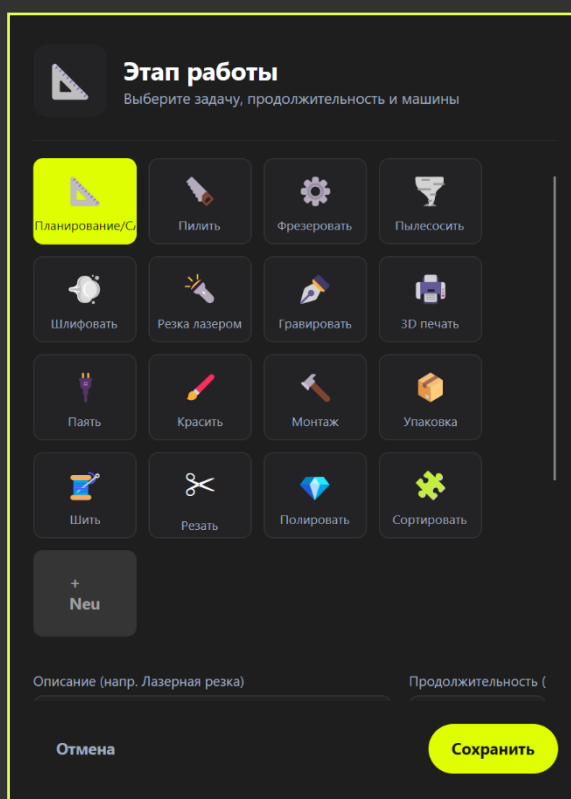 Этап работы
Выберите задачу, продолжительность и машины
Планирование/CA
Пилить
Фрезеровать
Пылесосить
Шлифовать
Резка лазером
Гравировать
3D печать
Паять
Красить
Монтаж
Упаковка
Шить
Резать
Полировать
Сортировать
+
Neu
Описание (напр. Лазерная резка)
Продолжительность (
Отмена
Сохранить